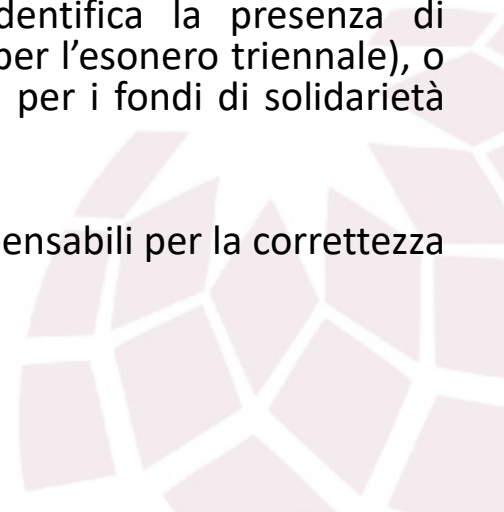 dentifica la presenza di
per l’esonero triennale), o
per i fondi di solidarietà
ensabili per la correttezza